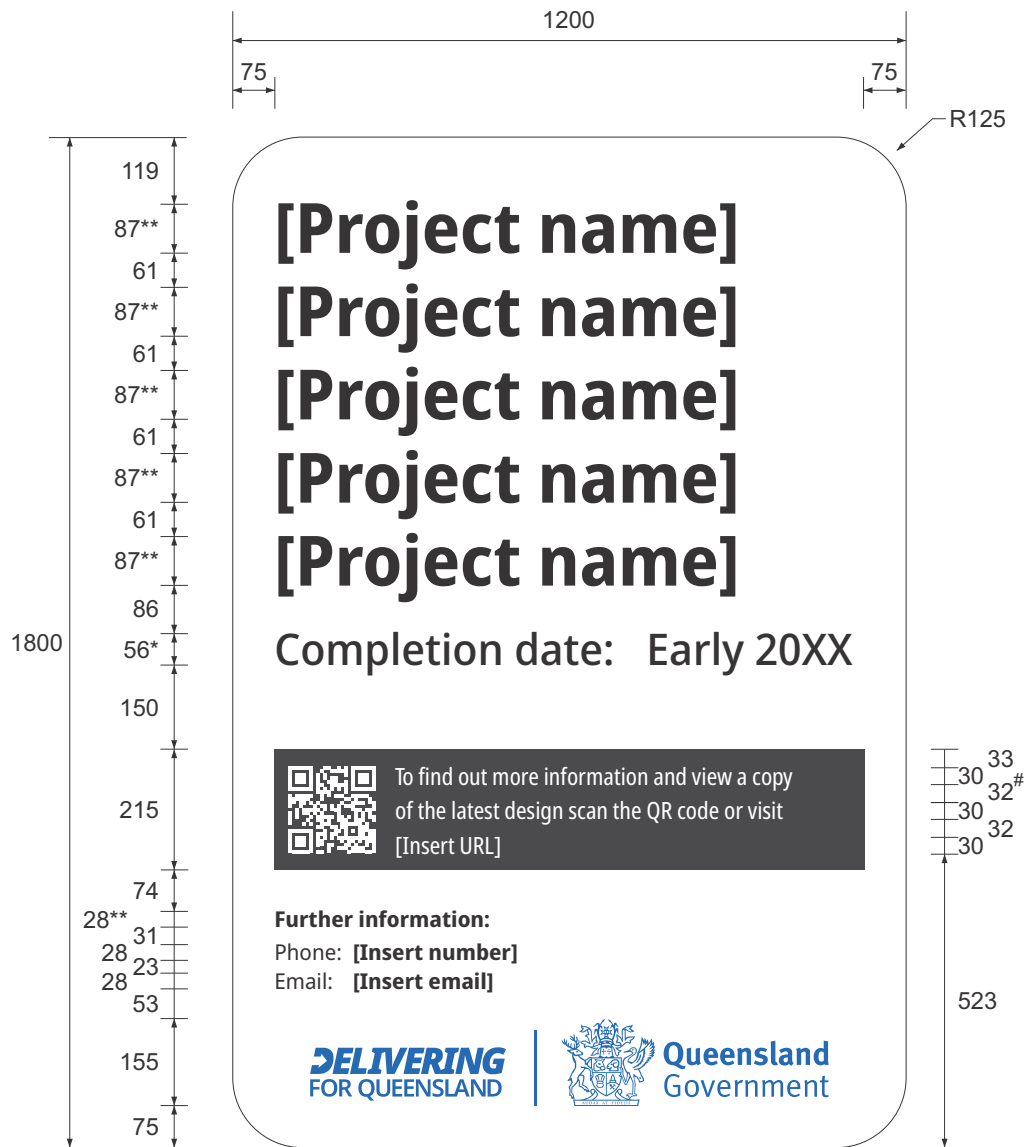 1200
75
75
R125
119
87**
61
87**
61
87**
61
87**
61
87**
86
1800
56*
150
215
74
28**
31
28
23
28
53
155
75
[Project name]
[Project name]
[Project name]
[Project name]
[Project name]
Completion date: Early 20XX
To find out more information and view a copy
of the latest design scan the QR code or visit
[Insert URL]
33
30
32#
30
32
30
523
Further information:
Phone: [Insert number]
Email: [Insert email]
DELIVERING
FOR QUEENSLAND
Queensland
Government
AUDAX AT FIDELIS